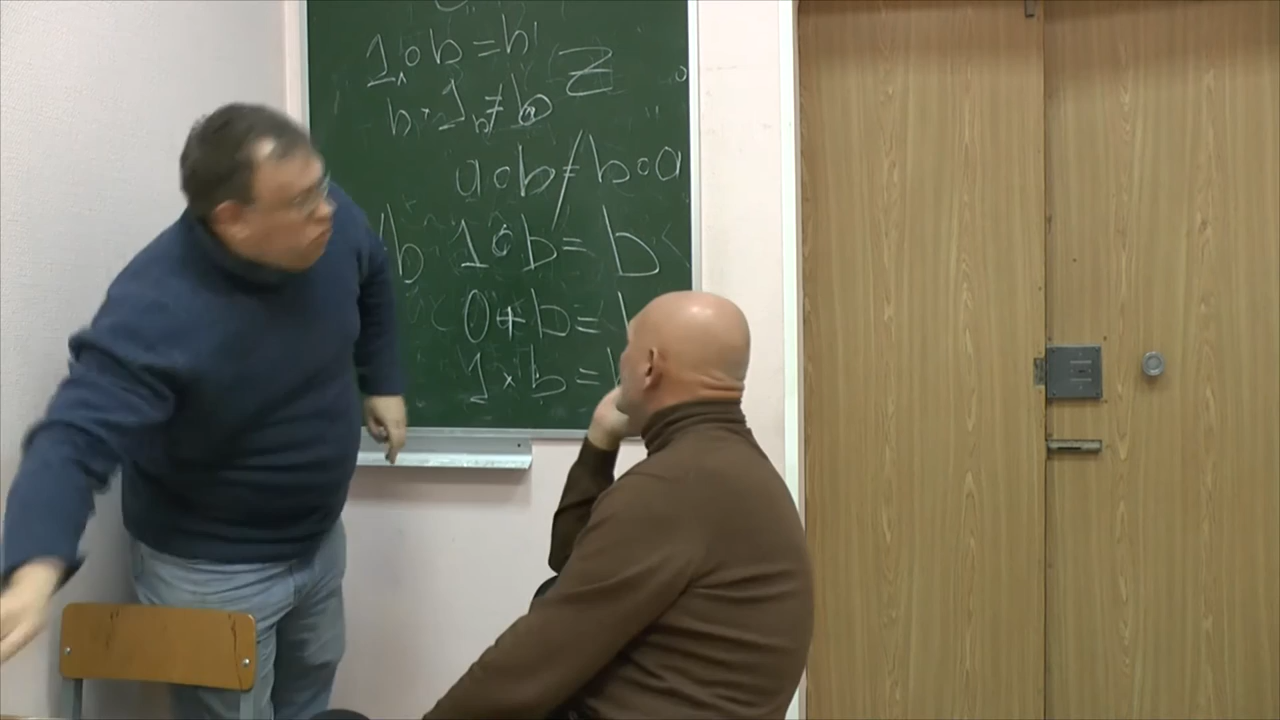 1∘b=b Z
b·1≠b
a∘b≠b∘a
b 1∘b=b
0+b=
1×b=